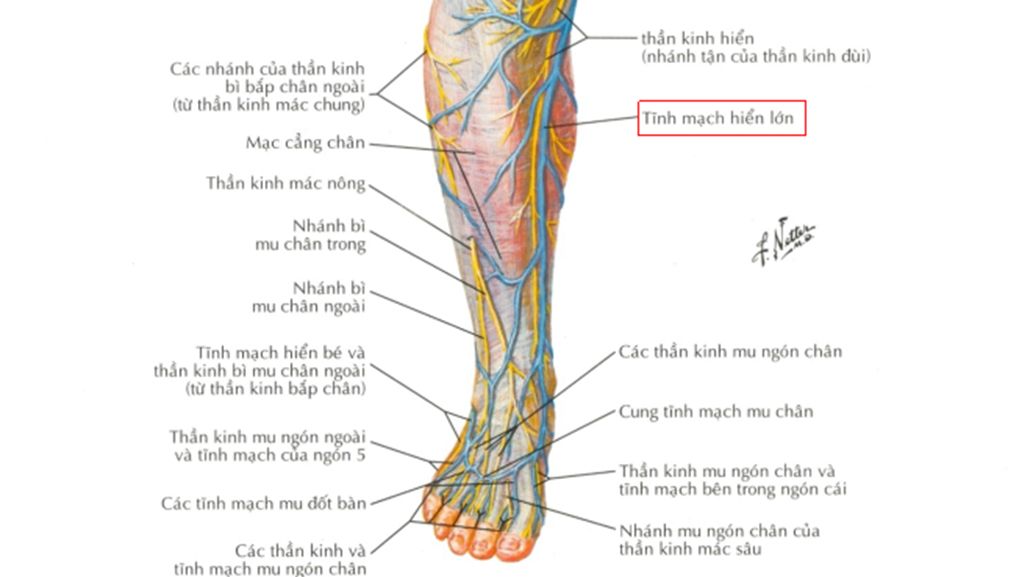 Các nhánh của thần kinh
bì bắp chân ngoài
(từ thần kinh mác chung)
Mạc cẳng chân
Thần kinh mác nông
Nhánh bì
mu chân trong
Nhánh bì
mu chân ngoài
Tĩnh mạch hiển bé và
thần kinh bì mu chân ngoài
(từ thần kinh bắp chân)
Thần kinh mu ngón ngoài
và tĩnh mạch của ngón 5
Các tĩnh mạch mu đốt bàn
Các thần kinh và
tĩnh mạch mu ngón chân
thần kinh hiển
(nhánh tận của thần kinh đùi)
Tĩnh mạch hiển lớn
F. Netter
M.D.
Các thần kinh mu ngón chân
Cung tĩnh mạch mu chân
Thần kinh mu ngón chân và
tĩnh mạch bên trong ngón cái
Nhánh mu ngón chân của
thần kinh mác sâu